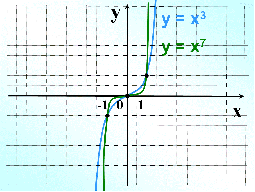 y
y = x³
y = x⁷
-1 0 1
x